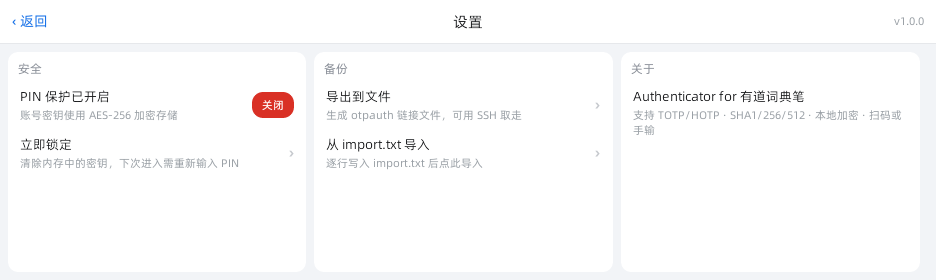 ‹ 返回
设置
v1.0.0
安全
PIN 保护已开启
账号密钥使用 AES-256 加密存储
关闭
立即锁定
清除内存中的密钥，下次进入需重新输入 PIN
›
备份
导出到文件
生成 otpauth 链接文件，可用 SSH 取走
›
从 import.txt 导入
逐行写入 import.txt 后点此导入
›
关于
Authenticator for 有道词典笔
支持 TOTP/HOTP · SHA1/256/512 · 本地加密 · 扫码或
手输